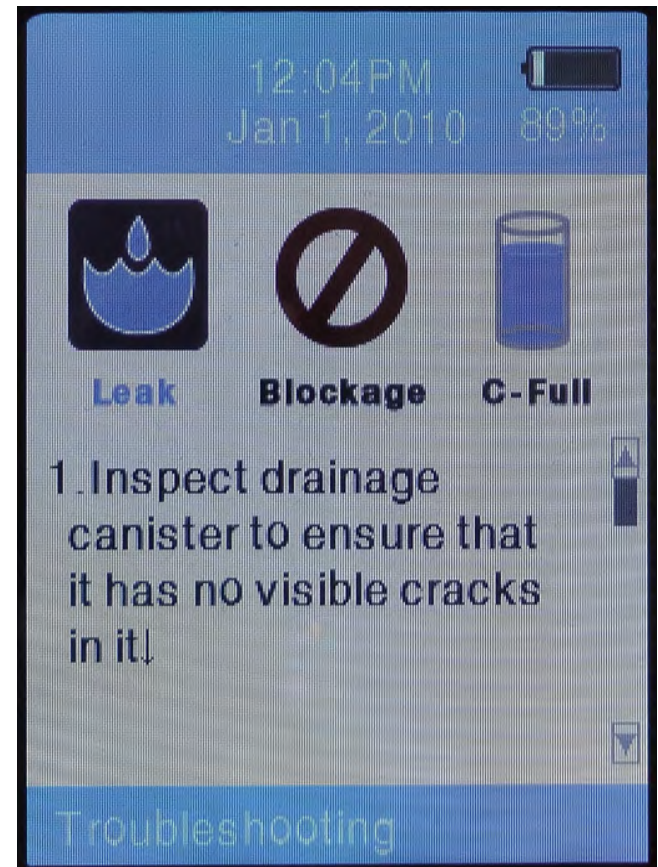 12:04PM
Jan 1, 2010 89%
Leak Blockage C-Full
1.Inspect drainage
canister to ensure that
it has no visible cracks
in it↓
Troubleshooting